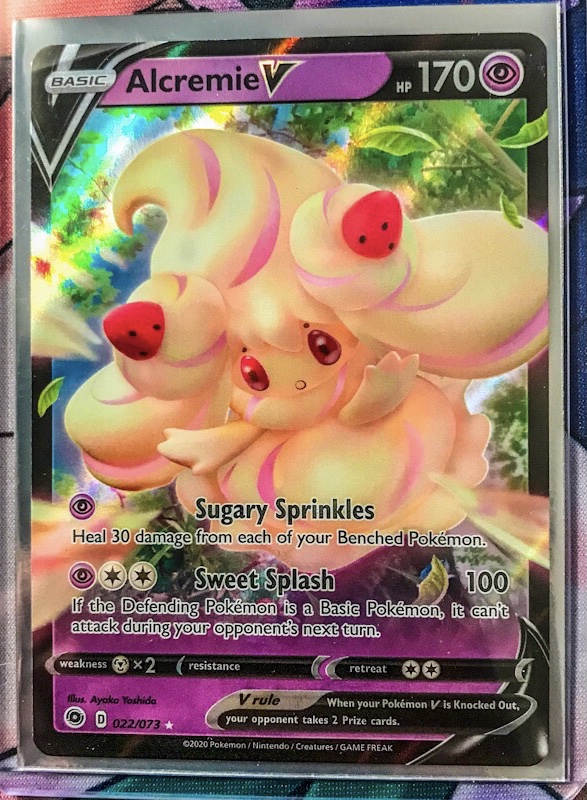 BASIC Alcremie V HP 170
Sugary Sprinkles
Heal 30 damage from each of your Benched Pokémon.
Sweet Splash 100
If the Defending Pokémon is a Basic Pokémon, it can't
attack during your opponent's next turn.
weakness ×2 resistance retreat
Illus. Ayaka Yoshida
D 022/073 ★
V rule When your Pokémon V is Knocked Out,
your opponent takes 2 Prize cards.
©2020 Pokémon / Nintendo / Creatures / GAME FREAK